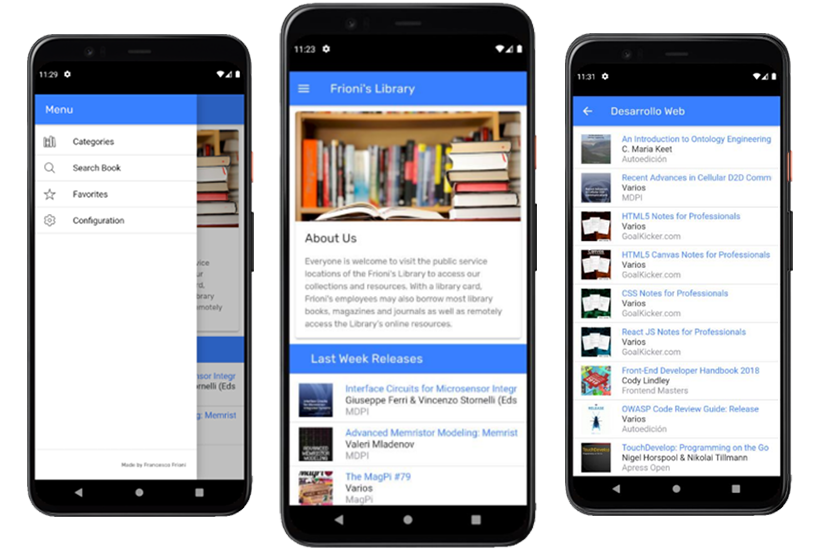 11:29
Menu
Categories
Search Book
Favorites
Configuration
service
ur
card,
library
remotely
ensor Integr
ornelli (Eds
ing: Memrist
Made by Francesco Frioni
11:23
Frioni's Library
About Us
Everyone is welcome to visit the public service
locations of the Frioni's Library to access our
collections and resources. With a library card,
Frioni's employees may also borrow most library
books, magazines and journals as well as remotely
access the Library's online resources.
Last Week Releases
Interface Circuits for Microsensor Integr
Giuseppe Ferri & Vincenzo Stornelli (Eds
MDPI
Advanced Memristor Modeling: Memrist
Valeri Mladenov
MDPI
The MagPi #79
Varios
MagPi
11:31
Desarrollo Web
An Introduction to Ontology Engineering
C. Maria Keet
Autoedición
Recent Advances in Cellular D2D Comm
Varios
MDPI
HTML5 Notes for Professionals
Varios
GoalKicker.com
HTML5 Canvas Notes for Professionals
Varios
GoalKicker.com
CSS Notes for Professionals
Varios
GoalKicker.com
React JS Notes for Professionals
Varios
GoalKicker.com
Front-End Developer Handbook 2018
Cody Lindley
Frontend Masters
OWASP Code Review Guide: Release
Varios
Autoedición
TouchDevelop: Programming on the Go
Nigel Horspool & Nikolai Tillmann
Apress Open